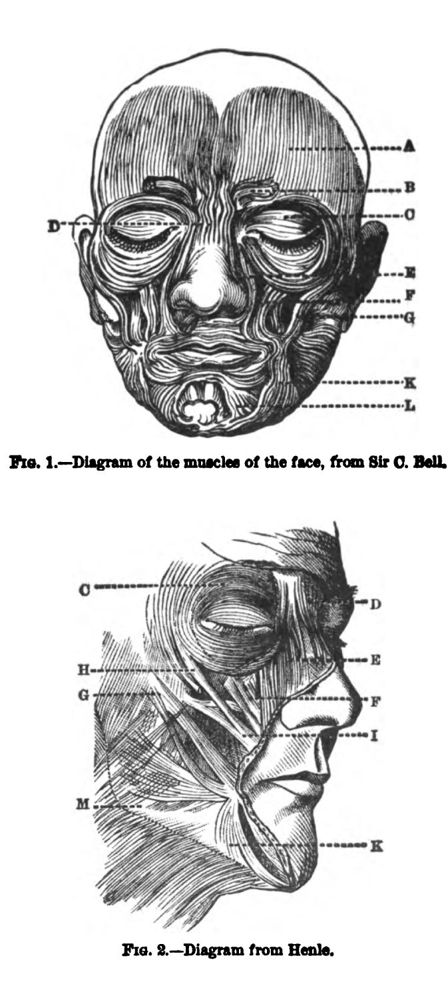 A
B
C
D
E
F
G
K
L
FIG. 1.—Diagram of the muscles of the face, from Sir C. Bell.
C
D
E
H
G
F
I
M
K
FIG. 2.—Diagram from Henle.